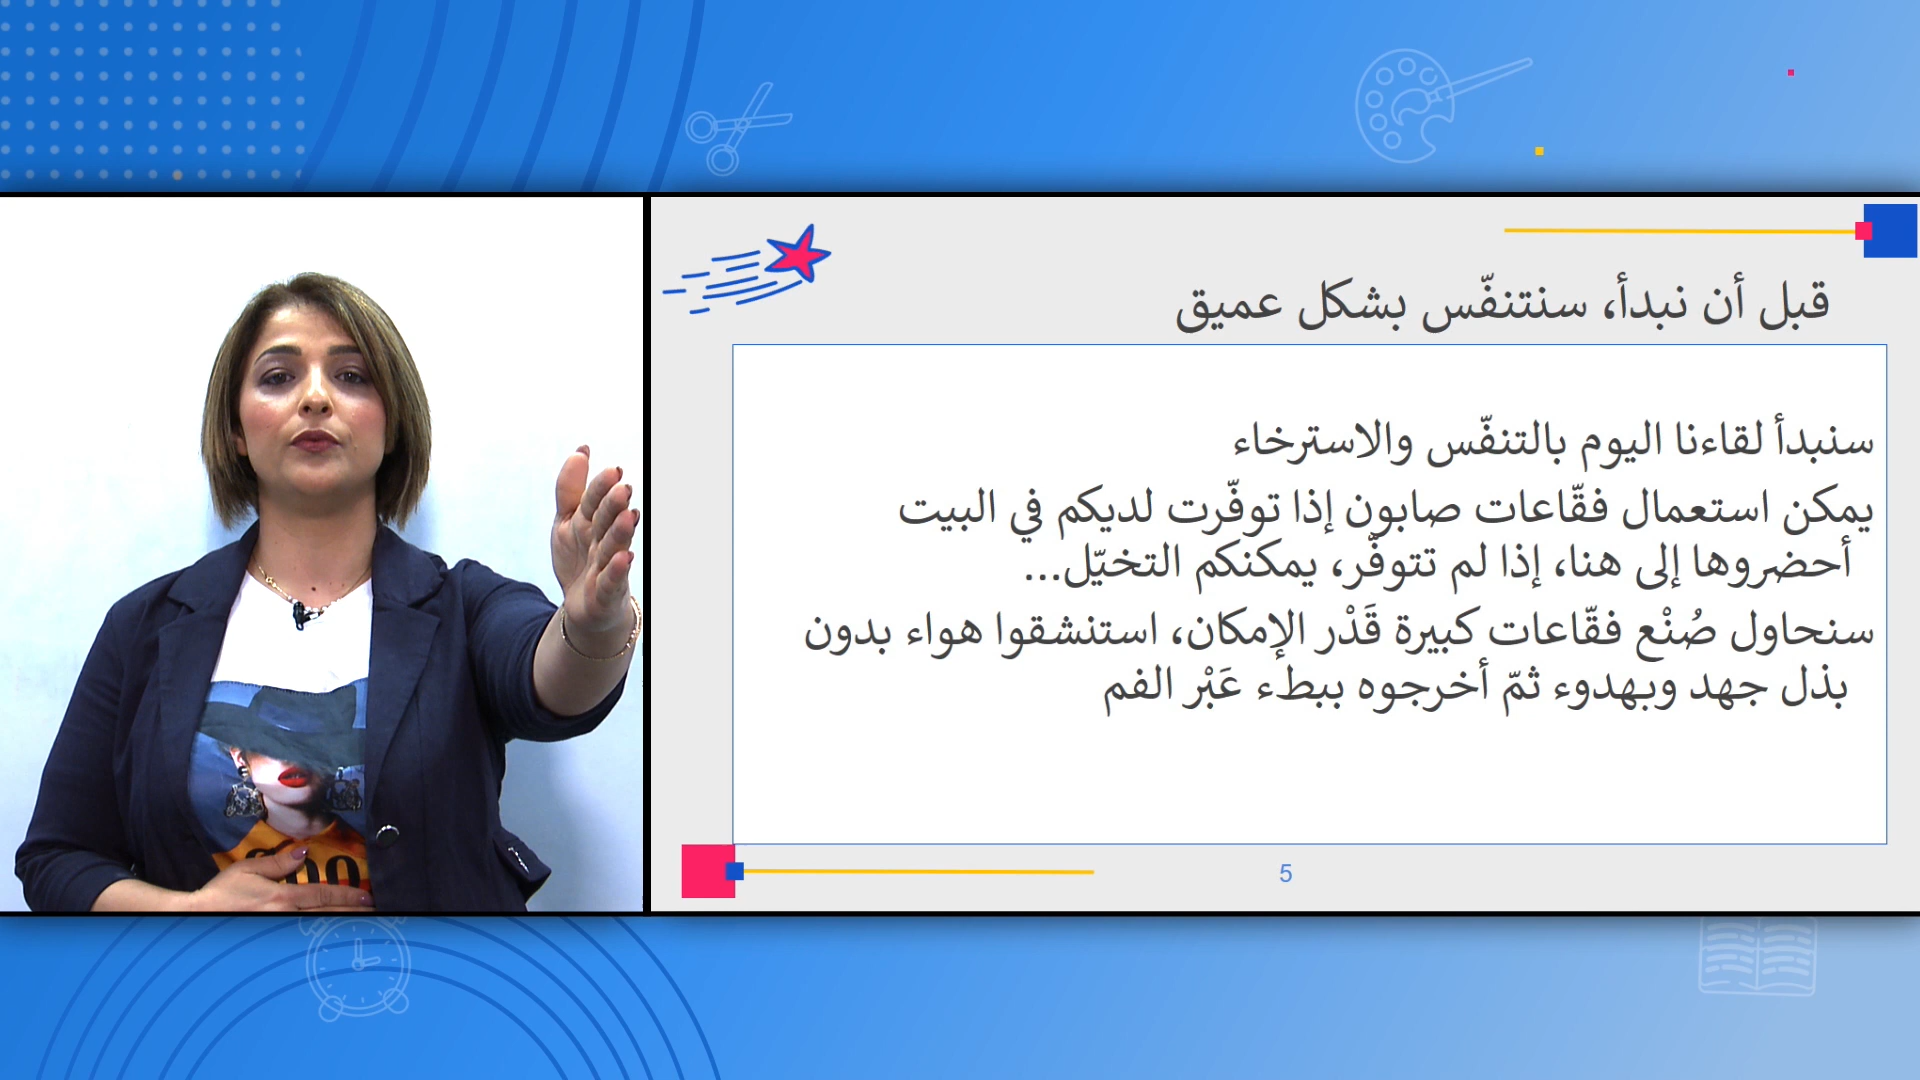 قبل أن نبدأ، سنتنفّس بشكل عميق
سنبدأ لقاءنا اليوم بالتنفّس والاسترخاء
يمكن استعمال فقّاعات صابون إذا توفّرت لديكم في البيت
أحضروها إلى هنا، إذا لم تتوفّر، يمكنكم التخيّل...
سنحاول صُنْع فقّاعات كبيرة قَدْر الإمكان، استنشقوا هواء بدون
بذل جهد وبهدوء ثمّ أخرجوه ببطء عَبْر الفم
5